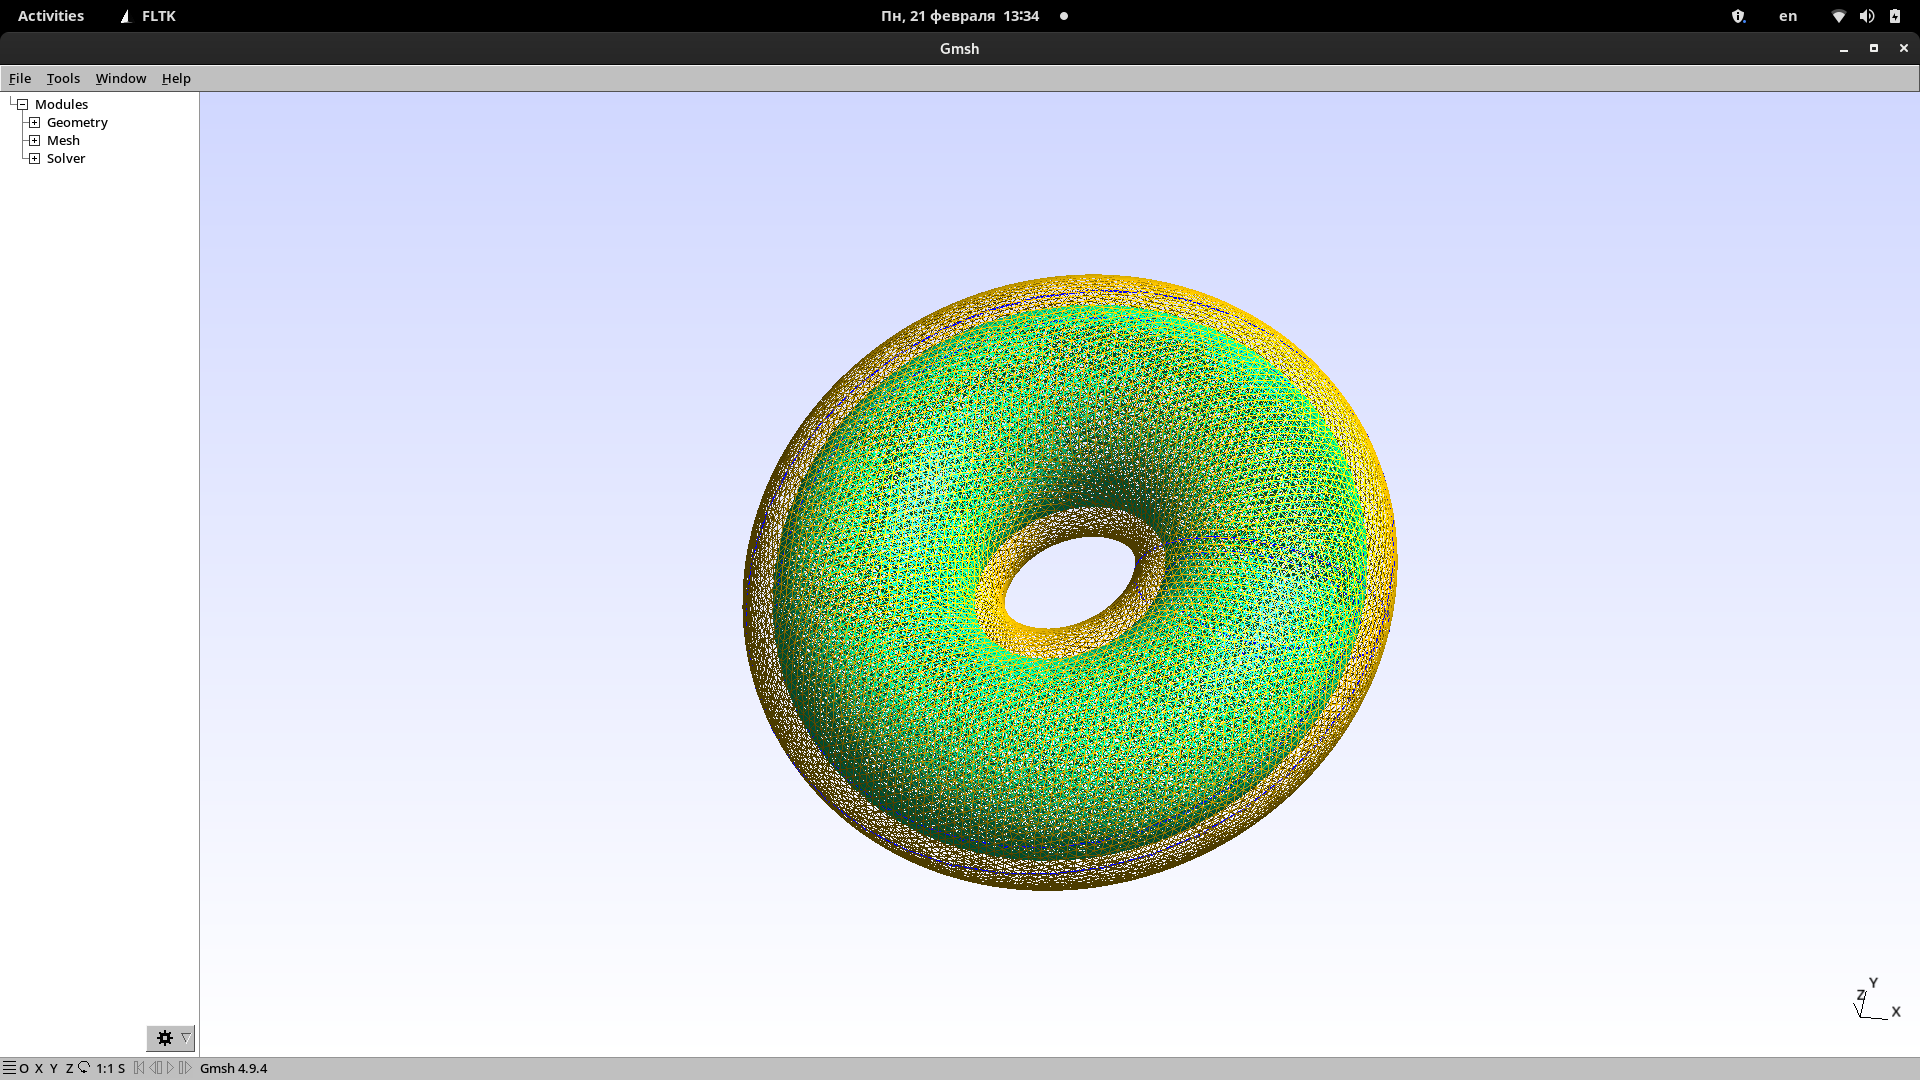 Activities FLTK Пн, 21 февраля 13:34 en
Gmsh
File Tools Window Help
Modules
Geometry
Mesh
Solver
Y
Z
X
O X Y Z 1:1 S Gmsh 4.9.4